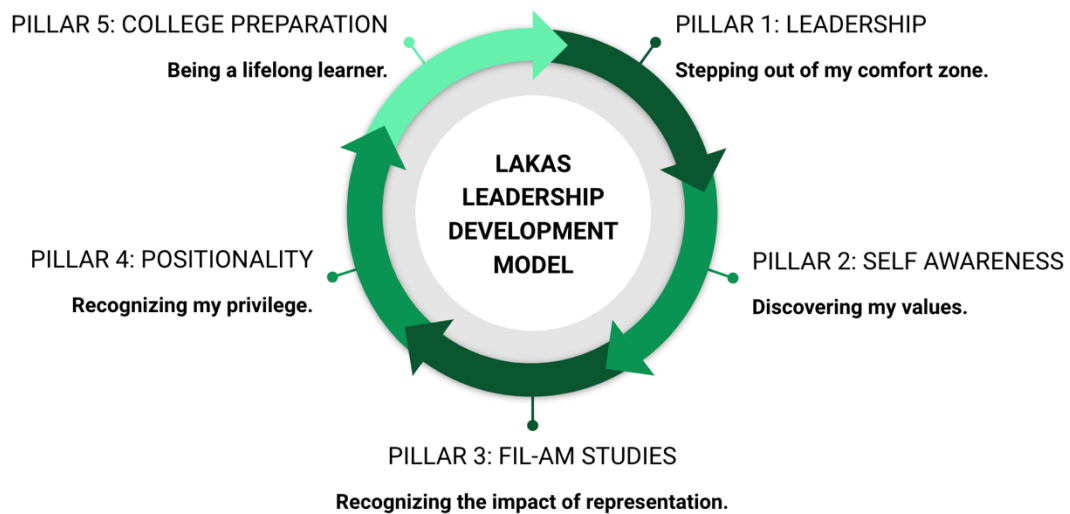 PILLAR 5: COLLEGE PREPARATION
Being a lifelong learner.
PILLAR 1: LEADERSHIP
Stepping out of my comfort zone.
LAKAS
LEADERSHIP
DEVELOPMENT
MODEL
PILLAR 4: POSITIONALITY
Recognizing my privilege.
PILLAR 2: SELF AWARENESS
Discovering my values.
PILLAR 3: FIL-AM STUDIES
Recognizing the impact of representation.